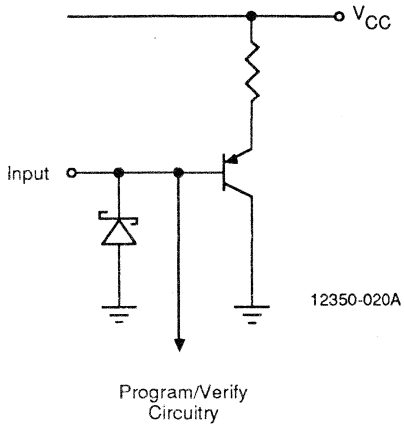 VCC
Input
12350-020A
Program/Verify
Circuitry